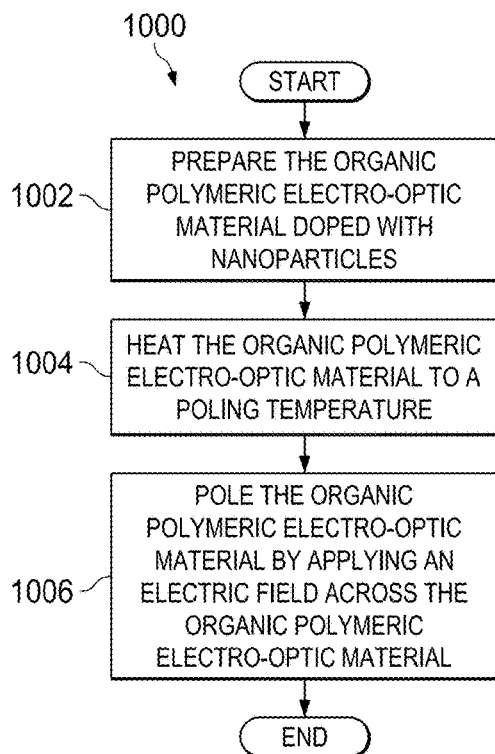 1000
START
1002
PREPARE THE ORGANIC
POLYMERIC ELECTRO-OPTIC
MATERIAL DOPED WITH
NANOPARTICLES
1004
HEAT THE ORGANIC POLYMERIC
ELECTRO-OPTIC MATERIAL TO A
POLING TEMPERATURE
1006
POLE THE ORGANIC
POLYMERIC ELECTRO-OPTIC
MATERIAL BY APPLYING AN
ELECTRIC FIELD ACROSS THE
ORGANIC POLYMERIC
ELECTRO-OPTIC MATERIAL
END